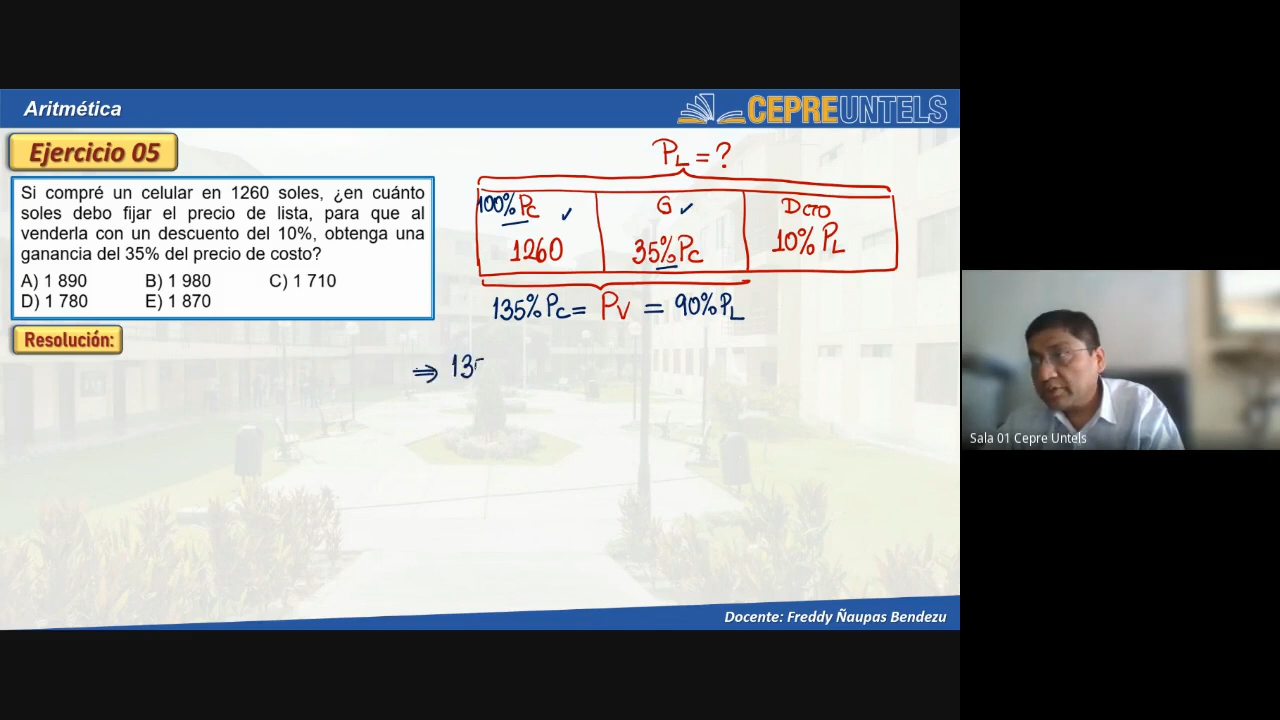 Aritmética
CEPREUNTELS
Ejercicio 05
Si compré un celular en 1260 soles, ¿en cuánto
soles debo fijar el precio de lista, para que al
venderla con un descuento del 10%, obtenga una
ganancia del 35% del precio de costo?
A) 1 890 B) 1 980 C) 1 710
D) 1 780 E) 1 870
Resolución:
PL = ?
100% Pc G Dcto
1260 35% Pc 10% PL
135% Pc = Pv = 90% PL
⇒ 135
Sala 01 Cepre Untels
Docente: Freddy Ñaupas Bendezu